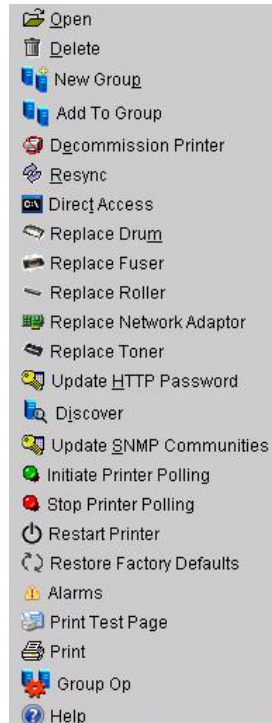 Open
Delete
New Group
Add To Group
Decommission Printer
Resync
C:\ Direct Access
Replace Drum
Replace Fuser
Replace Roller
Replace Network Adaptor
Replace Toner
Update HTTP Password
Discover
Update SNMP Communities
Initiate Printer Polling
Stop Printer Polling
Restart Printer
Restore Factory Defaults
Alarms
Print Test Page
Print
Group Op
? Help